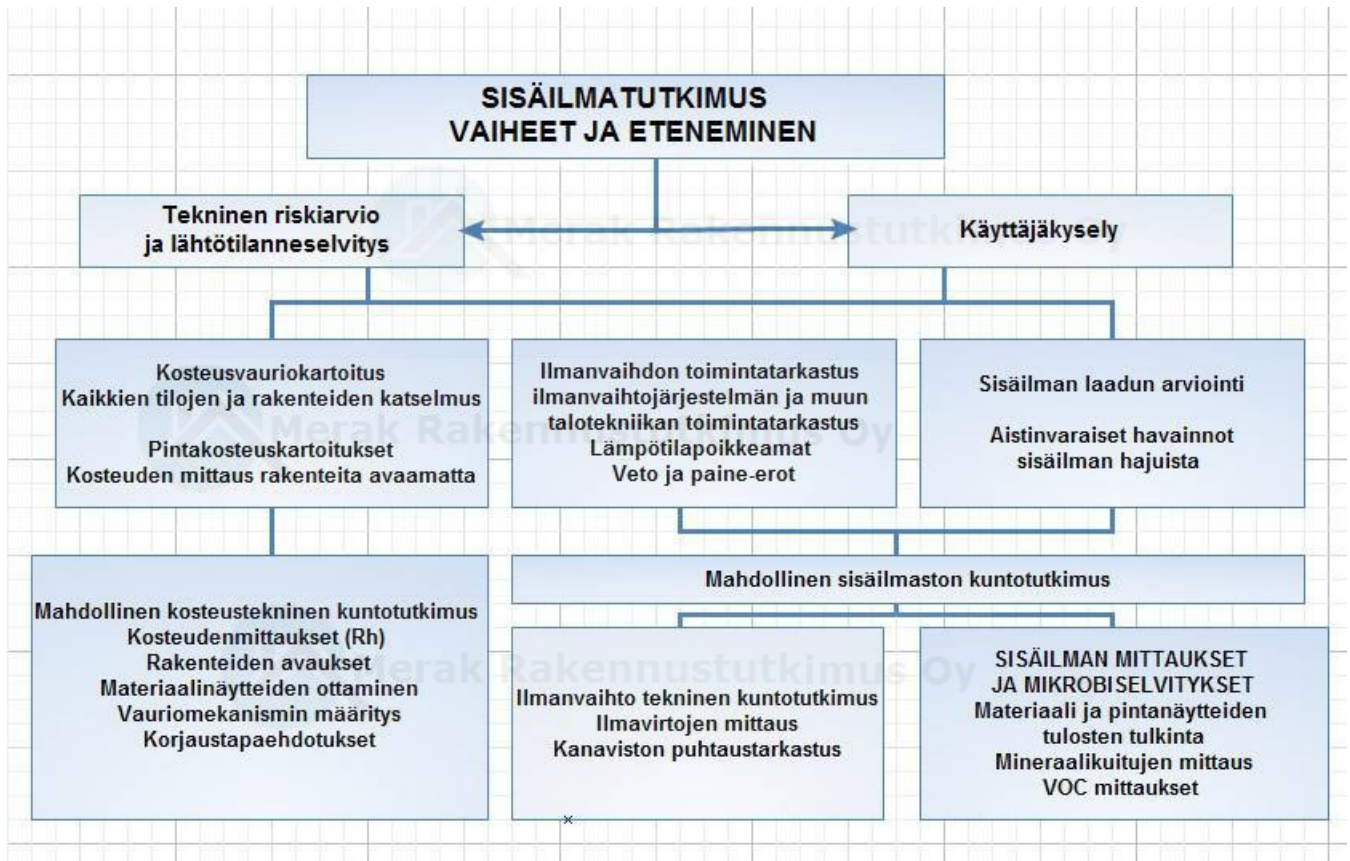 SISÄILMATUTKIMUS
VAIHEET JA ETENEMINEN
Tekninen riskiarvio
ja lähtötilanneselvitys
Käyttäjäkysely
Merak Rakennustutkimus Oy
Kosteusvauriokartoitus
Kaikkien tilojen ja rakenteiden katselmus
Pintakosteuskartoitukset
Kosteuden mittaus rakenteita avaamatta
Ilmanvaihdon toimintatarkastus
ilmanvaihtojärjestelmän ja muun
talotekniikan toimintatarkastus
Lämpötilapoikkeamat
Veto ja paine-erot
Sisäilman laadun arviointi
Aistinvaraiset havainnot
sisäilman hajuista
Merak Rakennustutkimus Oy
Mahdollinen kosteustekninen kuntotutkimus
Kosteudenmittaukset (Rh)
Rakenteiden avaukset
Materiaalinäytteiden ottaminen
Vauriomekanismin määritys
Korjaustapaehdotukset
Mahdollinen sisäilmaston kuntotutkimus
Ilmanvaihto tekninen kuntotutkimus
Ilmavirtojen mittaus
Kanaviston puhtaustarkastus
SISÄILMAN MITTAUKSET
JA MIKROBISELVITYKSET
Materiaali ja pintanäytteiden
tulosten tulkinta
Mineraalikuitujen mittaus
VOC mittaukset
Merak Rakennustutkimus Oy